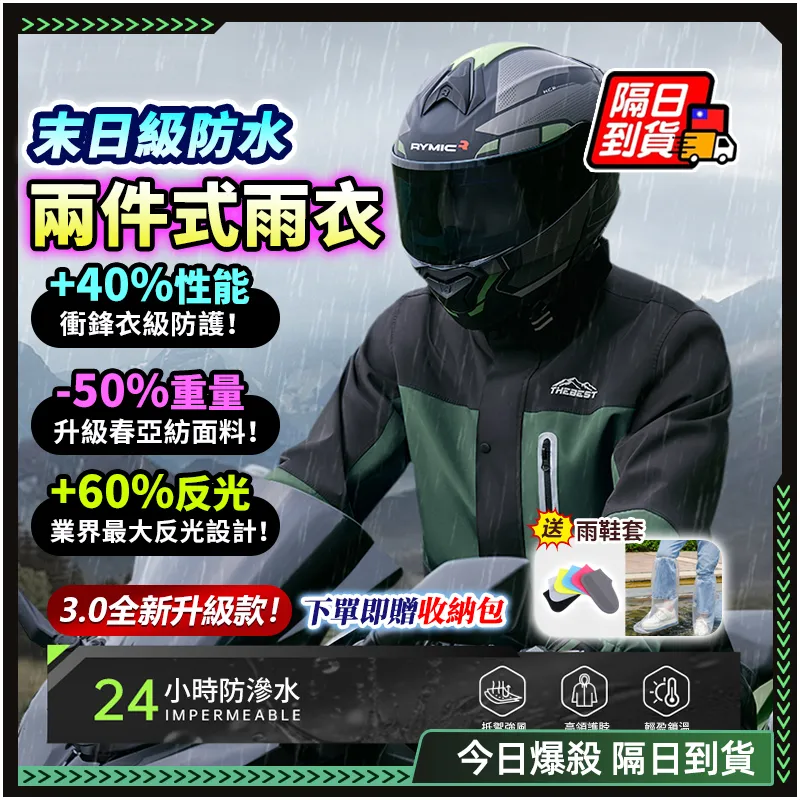 末日級防水
隔日
到貨
RYMIC
兩件式雨衣
+40%性能
衝鋒衣級防護!
-50%重量
升級春亞紡面料!
THEBEST
+60%反光
業界最大反光設計!
送
雨鞋套
3.0全新升級款!
下單即贈收納包
24小時防滲水
IMPERMEABLE
今日爆殺 隔日到貨